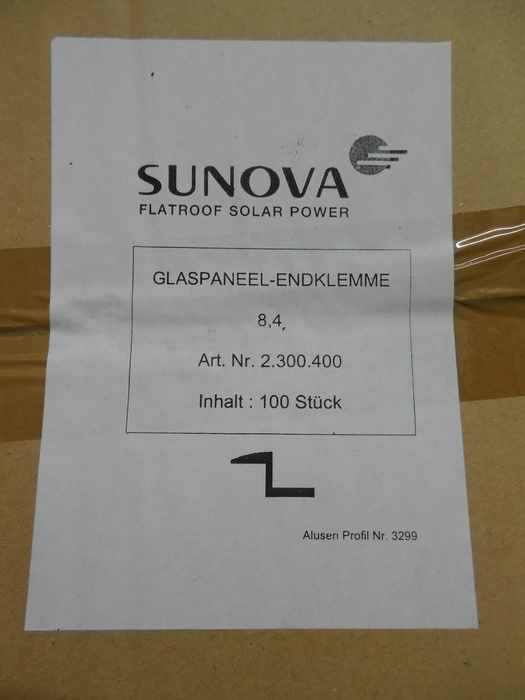 SUNOVA
FLATROOF SOLAR POWER
GLASPANEEL-ENDKLEMME
8,4,
Art. Nr. 2.300.400
Inhalt : 100 Stück
Alusen Profil Nr. 3299